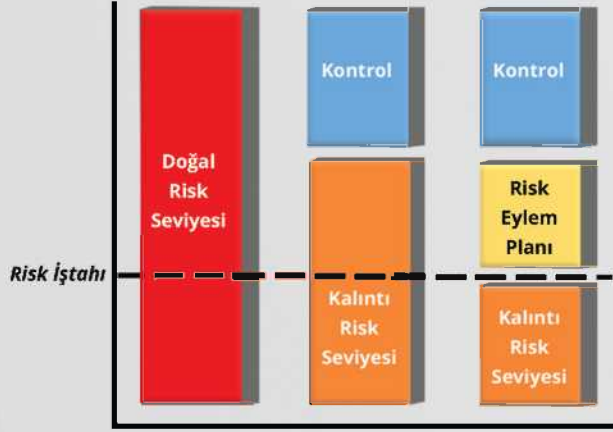 Doğal
Risk
Seviyesi
Kontrol
Kalıntı
Risk
Seviyesi
Kontrol
Risk
Eylem
Planı
Kalıntı
Risk
Seviyesi
Risk İştahı